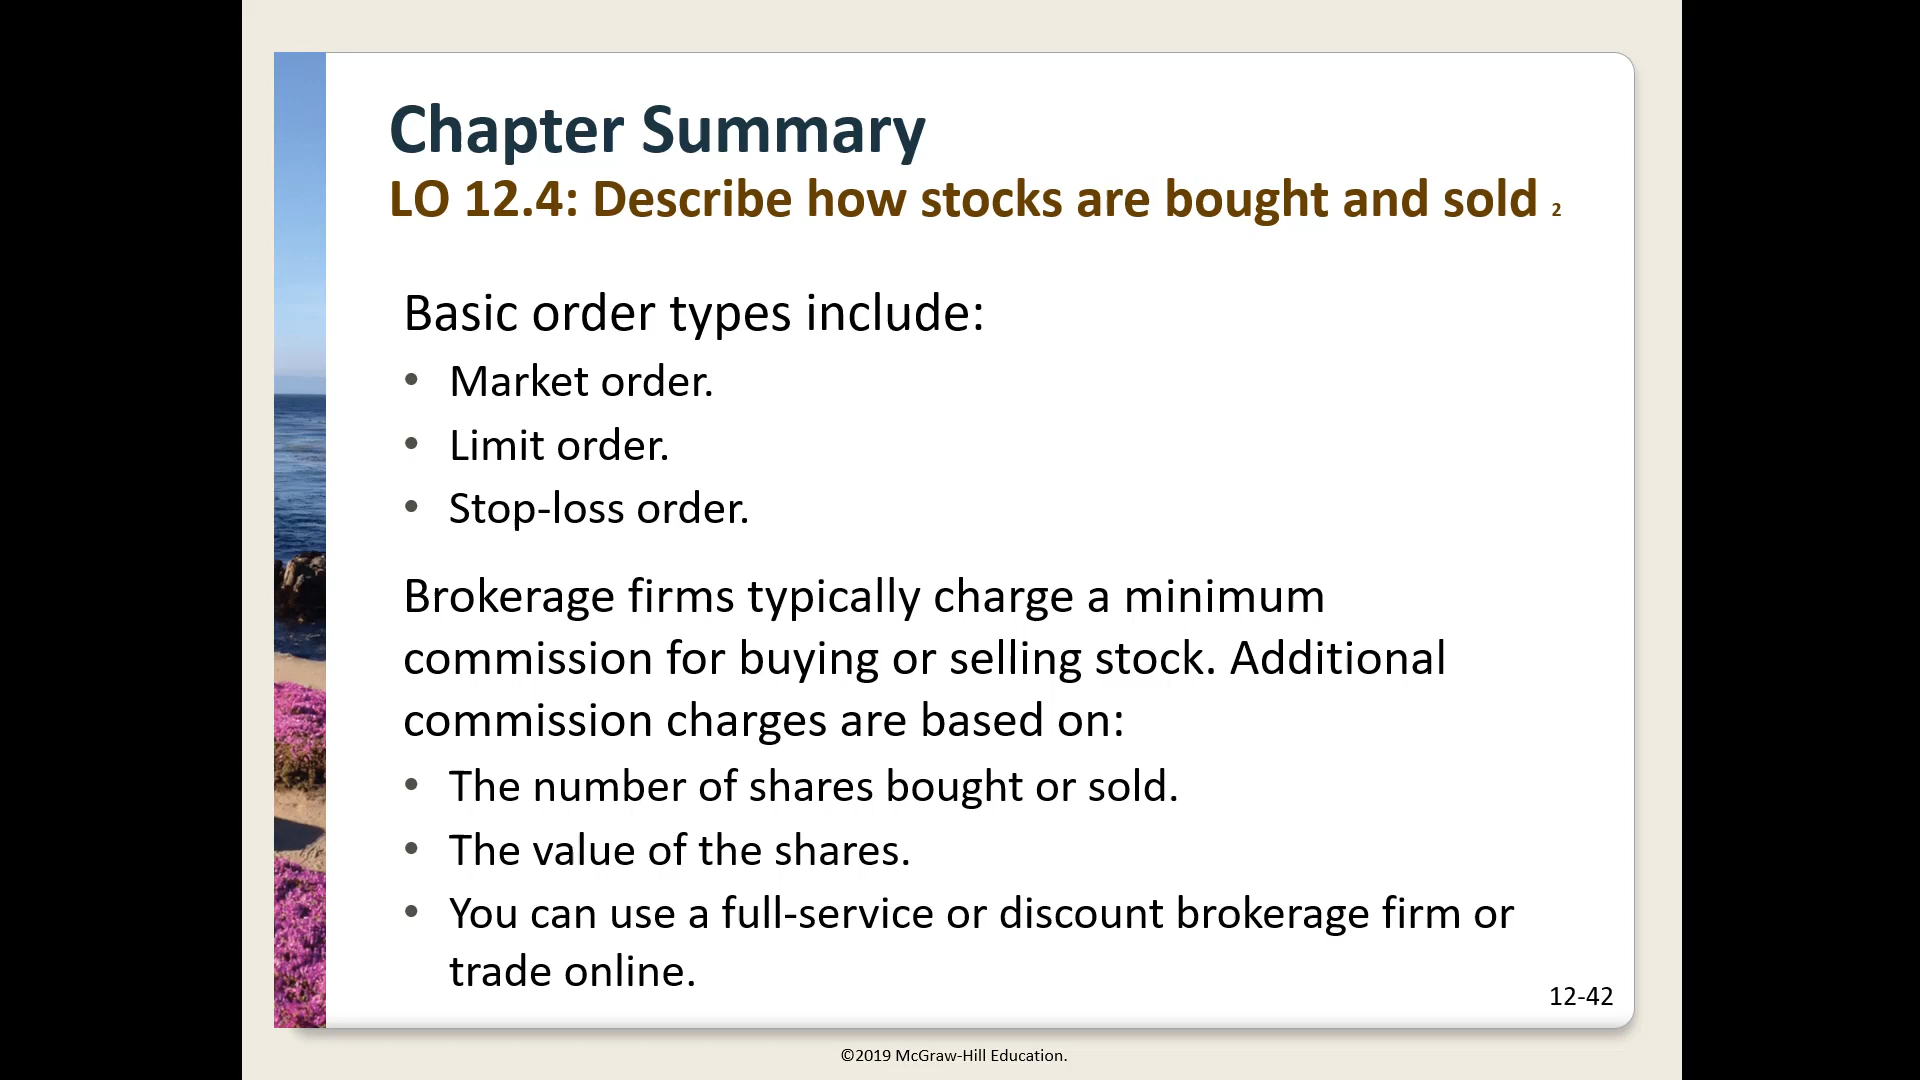 Chapter Summary
LO 12.4: Describe how stocks are bought and sold 2
Basic order types include:
• Market order.
• Limit order.
• Stop-loss order.
Brokerage firms typically charge a minimum
commission for buying or selling stock. Additional
commission charges are based on:
• The number of shares bought or sold.
• The value of the shares.
• You can use a full-service or discount brokerage firm or
trade online.
12-42
©2019 McGraw-Hill Education.